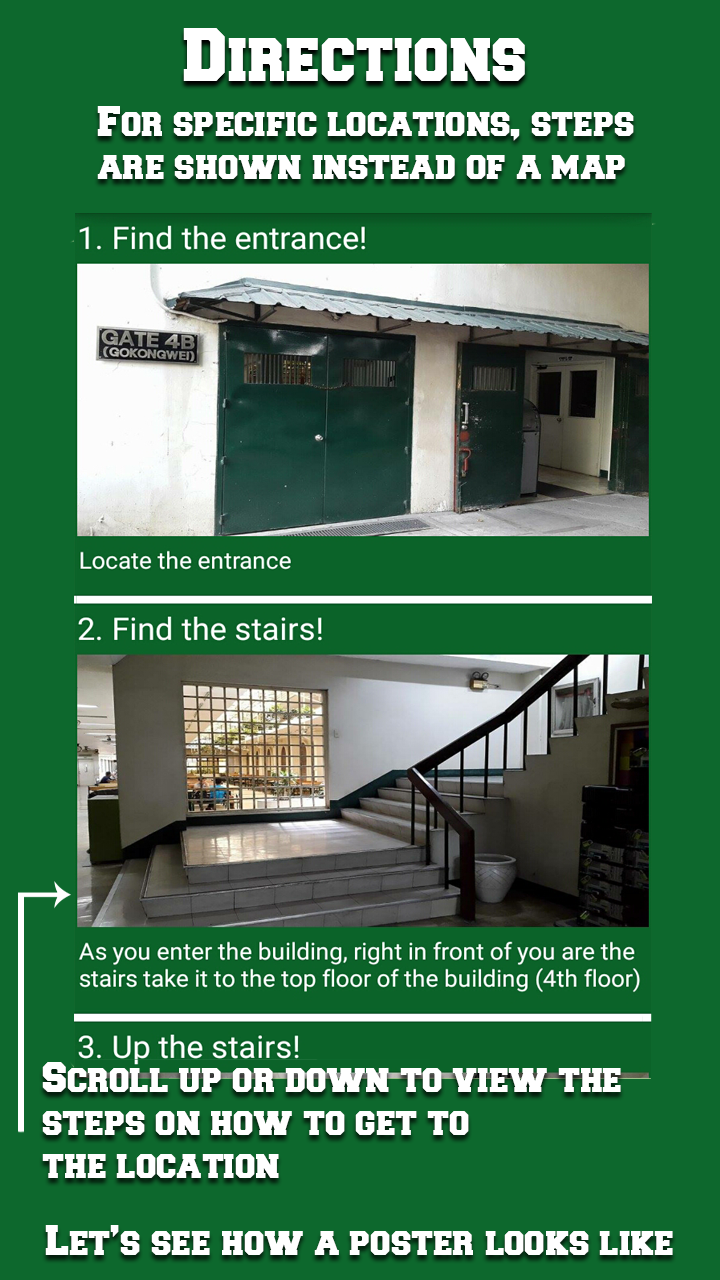 Directions
For specific locations, steps
are shown instead of a map
1. Find the entrance!
GATE 4B
(GOKONGWEI)
Locate the entrance
2. Find the stairs!
As you enter the building, right in front of you are the
stairs take it to the top floor of the building (4th floor)
3. Up the stairs!
Scroll up or down to view the
steps on how to get to
the location
Let's see how a poster looks like